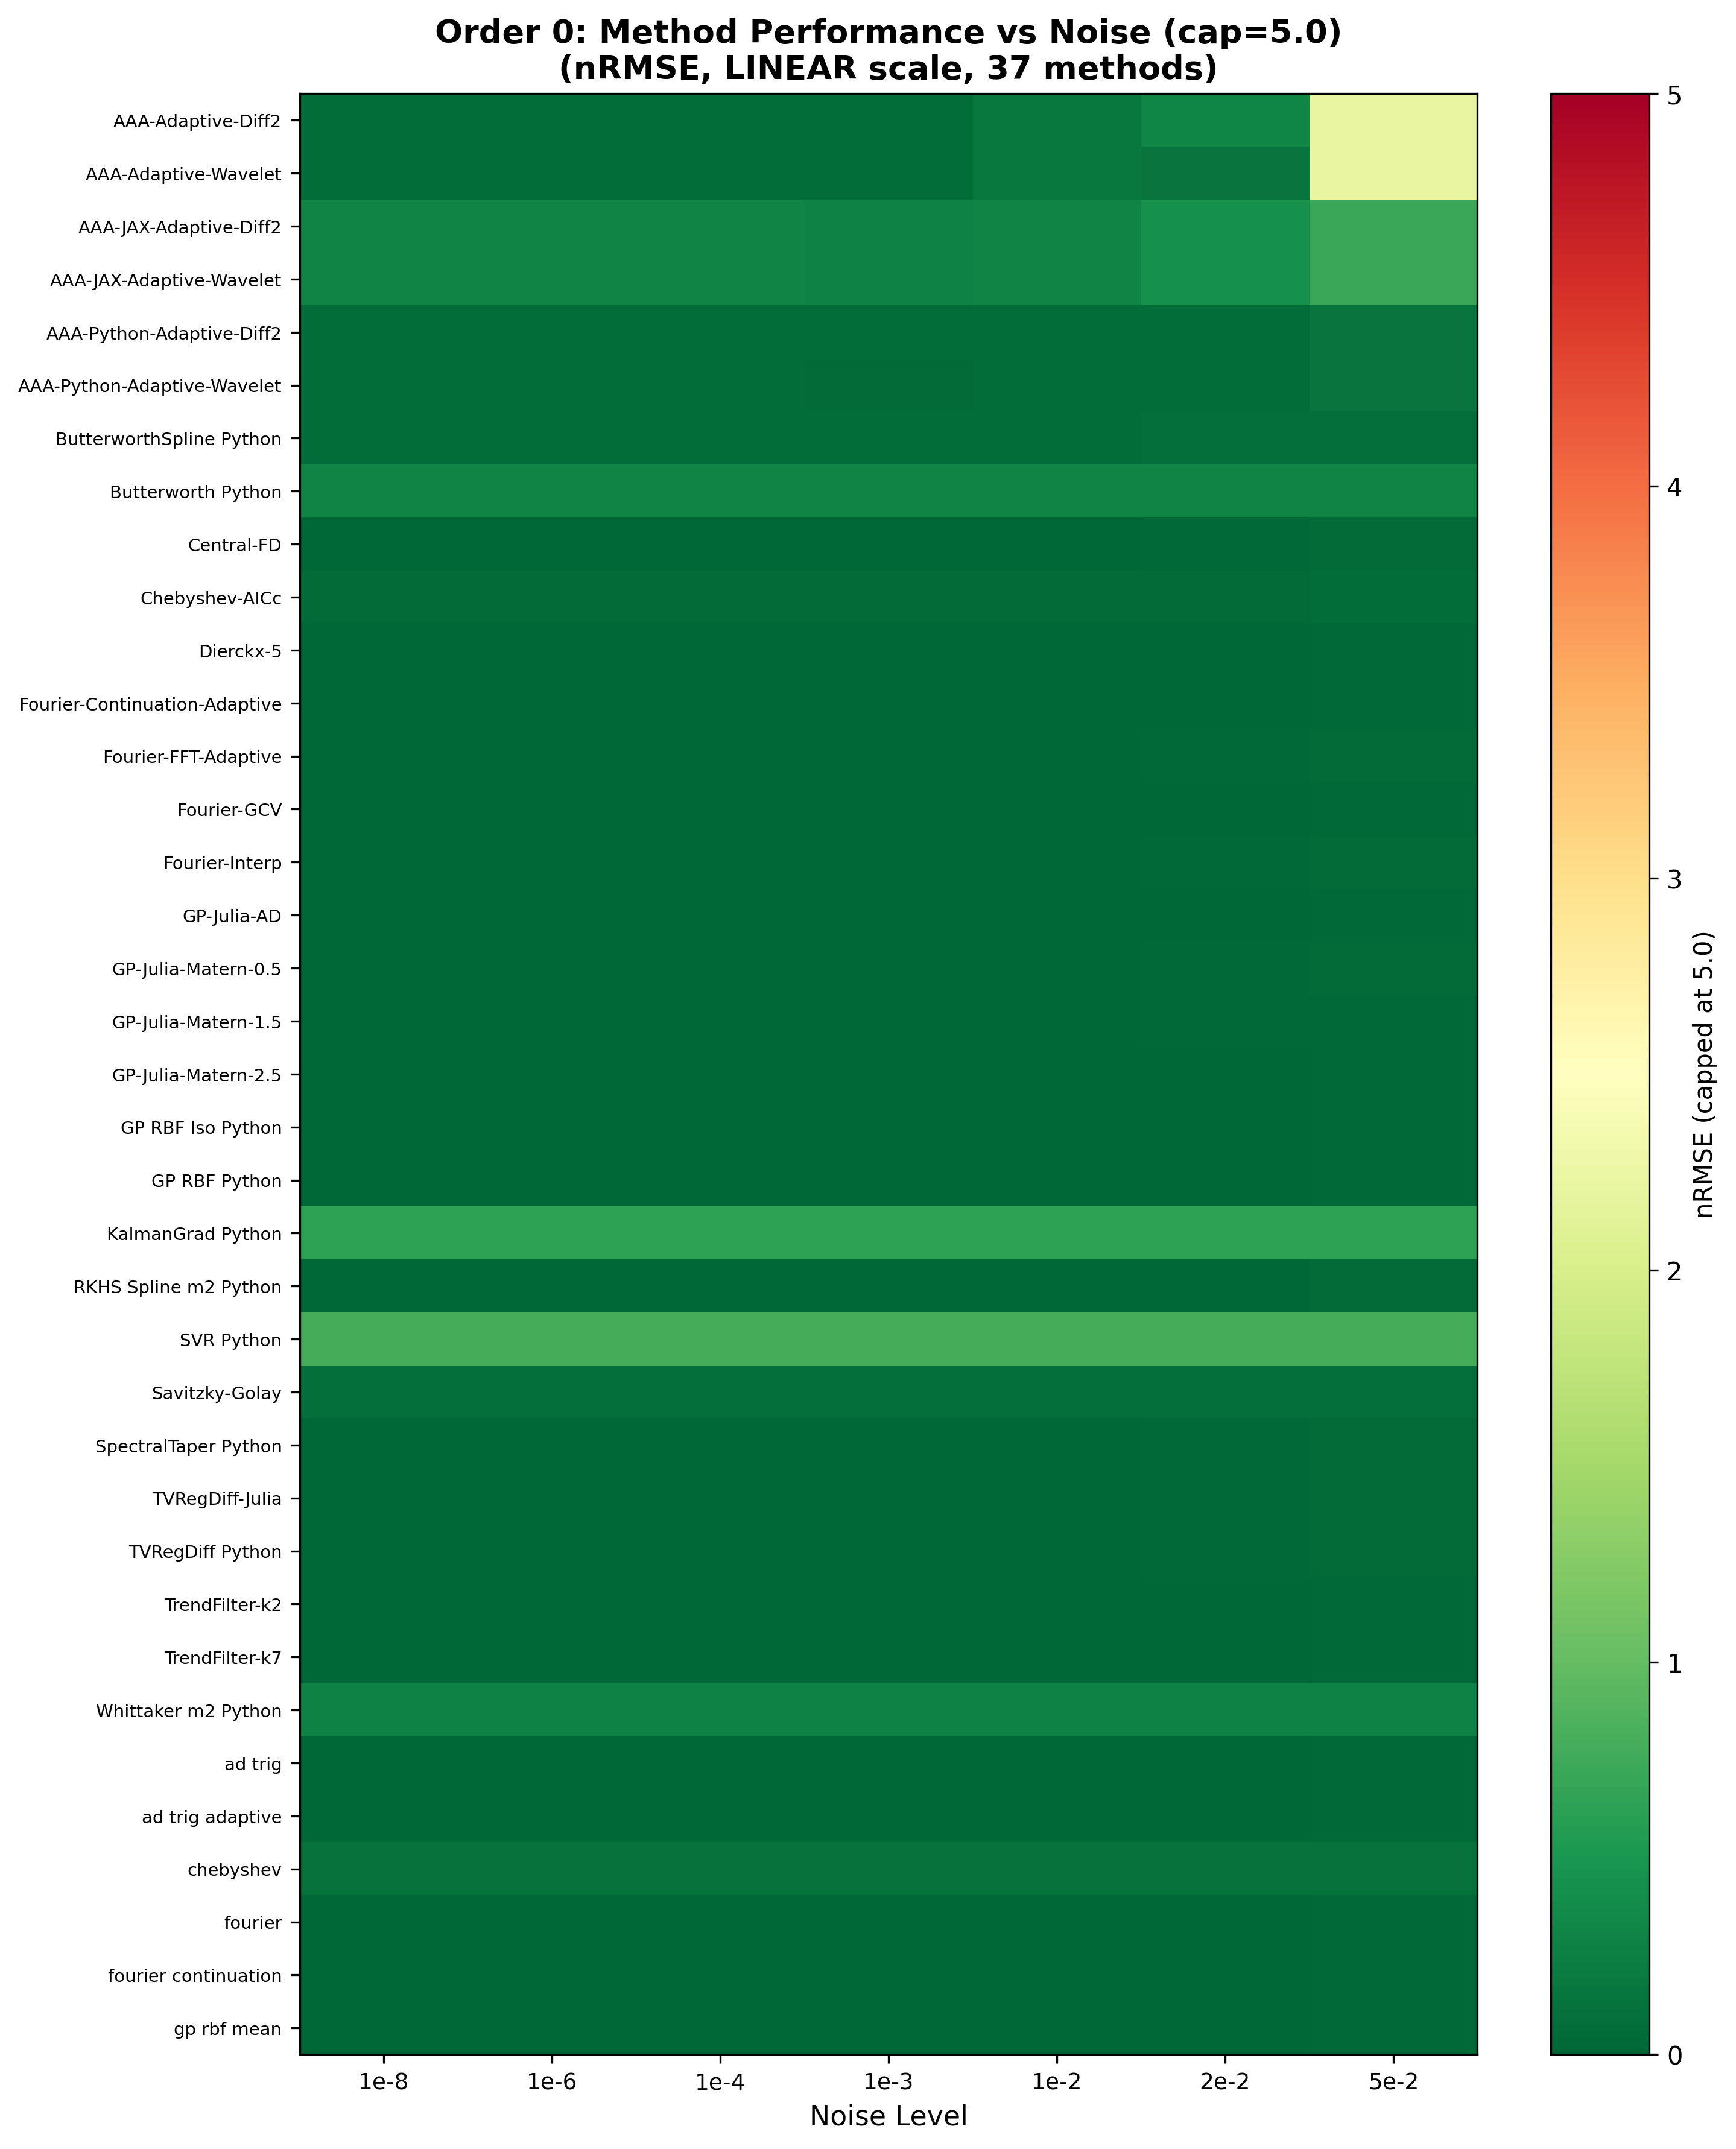 Order 0: Method Performance vs Noise (cap=5.0)
(nRMSE, LINEAR scale, 37 methods)
AAA-Adaptive-Diff2
AAA-Adaptive-Wavelet
AAA-JAX-Adaptive-Diff2
AAA-JAX-Adaptive-Wavelet
AAA-Python-Adaptive-Diff2
AAA-Python-Adaptive-Wavelet
ButterworthSpline Python
Butterworth Python
Central-FD
Chebyshev-AICc
Dierckx-5
Fourier-Continuation-Adaptive
Fourier-FFT-Adaptive
Fourier-GCV
Fourier-Interp
GP-Julia-AD
GP-Julia-Matern-0.5
GP-Julia-Matern-1.5
GP-Julia-Matern-2.5
GP RBF Iso Python
GP RBF Python
KalmanGrad Python
RKHS Spline m2 Python
SVR Python
Savitzky-Golay
SpectralTaper Python
TVRegDiff-Julia
TVRegDiff Python
TrendFilter-k2
TrendFilter-k7
Whittaker m2 Python
ad trig
ad trig adaptive
chebyshev
fourier
fourier continuation
gp rbf mean
1e-8 1e-6 1e-4 1e-3 1e-2 2e-2 5e-2
Noise Level
5
4
3
2
1
0
nRMSE (capped at 5.0)